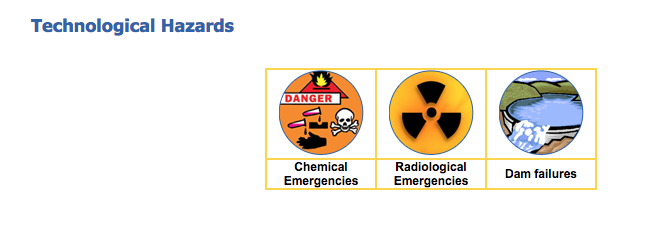 Technological Hazards
DANGER
Chemical
Emergencies
Radiological
Emergencies
Dam failures